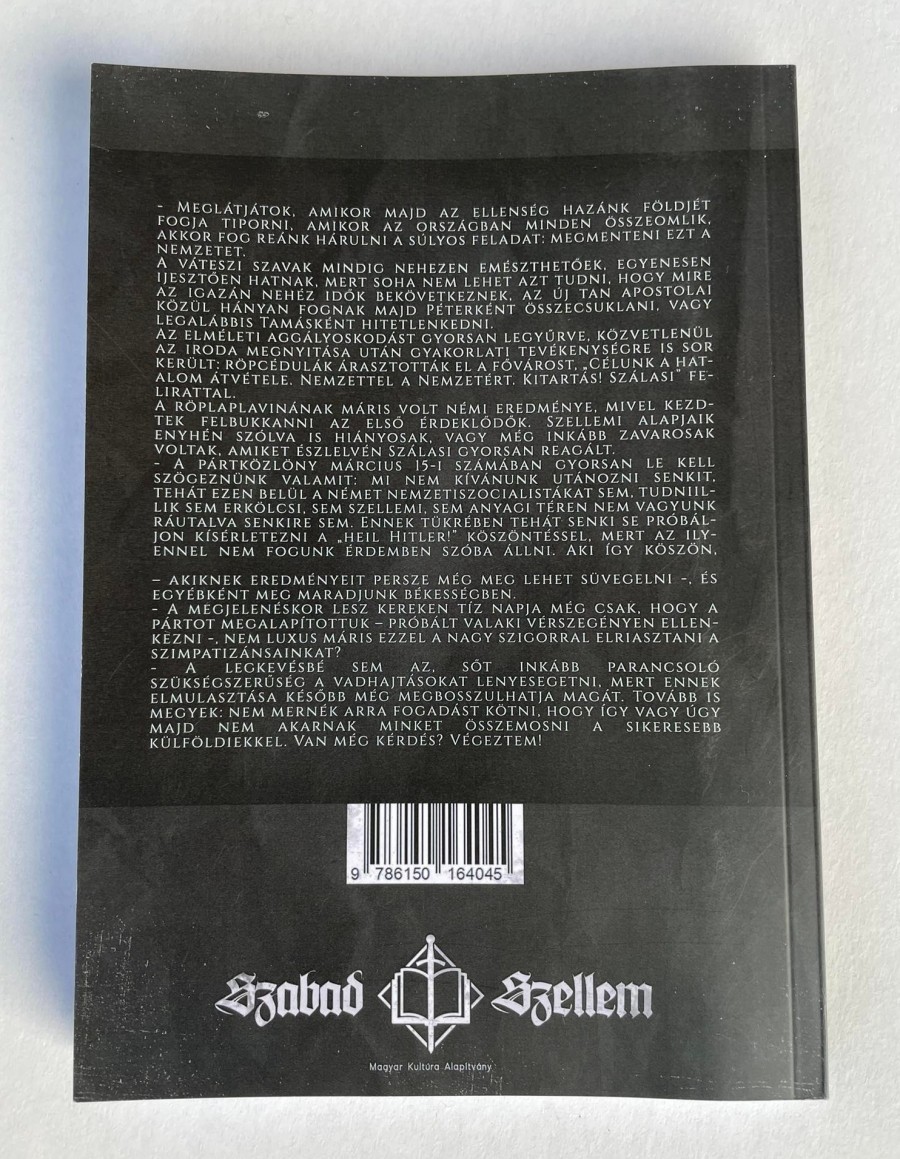 - MEGLÁTJÁTOK, AMIKOR MAJD AZ ELLENSÉG HAZÁNK FÖLDJÉT
FOGJA TIPORNI, AMIKOR AZ ORSZÁGBAN MINDEN ÖSSZEOMLIK,
AKKOR FOG REÁNK HÁRULNI A SÚLYOS FELADAT: MEGMENTENI EZT A
NEMZETET.
A VÁTESZI SZAVAK MINDIG NEHEZEN EMÉSZTHETŐEK, EGYENESEN
IJESZTŐEN HATNAK, MERT SOHA NEM LEHET AZT TUDNI, HOGY MIRE
AZ IGAZÁN NEHÉZ IDŐK BEKÖVETKEZNEK, AZ ÚJ TAN APOSTOLAI
KÖZÜL HÁNYAN FOGNAK MAJD PÉTERKÉNT ÖSSZECSUKLANI, VAGY
LEGALÁBBIS TAMÁSKÉNT HITETLENKEDNI.
AZ ELMÉLETI AGGÁLYOSKODÁST GYORSAN LEGYŰRVE, KÖZVETLENÜL
AZ IRODA MEGNYITÁSA UTÁN GYAKORLATI TEVÉKENYSÉGRE IS SOR
KERÜLT: RÖPCÉDULÁK ÁRASZTOTTÁK EL A FŐVÁROST, „CÉLUNK A HAT-
ALOM ÁTVÉTELE. NEMZETTEL A NEMZETÉRT. KITARTÁS! SZÁLASI" FE-
LIRATTAL.
A RÖPLAPLAVINÁNAK MÁRIS VOLT NÉMI EREDMÉNYE, MIVEL KEZD-
TEK FELBUKKANNI AZ ELSŐ ÉRDEKLŐDŐK. SZELLEMI ALAPJAIK
ENYHÉN SZÓLVA IS HIÁNYOSAK, VAGY MÉG INKÁBB ZAVAROSAK
VOLTAK, AMIKET ÉSZLELVÉN SZÁLASI GYORSAN REAGÁLT.
- A PÁRTKÖZLÖNY MÁRCIUS 15-I SZÁMÁBAN GYORSAN LE KELL
SZÖGEZNÜNK VALAMIT: MI NEM KÍVÁNUNK UTÁNOZNI SENKIT,
TEHÁT EZEN BELÜL A NÉMET NEMZETISZOCIALISTÁKAT SEM, TUDNIIL-
LIK SEM ERKÖLCSI, SEM SZELLEMI, SEM ANYAGI TÉREN NEM VAGYUNK
RÁUTALVA SENKIRE SEM. ENNEK TÜKRÉBEN TEHÁT SENKI SE PRÓBÁL-
JON KÍSÉRLETEZNI A „HEIL HITLER!" KÖSZÖNTÉSSEL, MERT AZ ILY-
ENNEL NEM FOGUNK ÉRDEMBEN SZÓBA ÁLLNI. AKI ÍGY KÖSZÖN,
– AKIKNEK EREDMÉNYEIT PERSZE MÉG MEG LEHET SÜVEGELNI -, ÉS
EGYÉBKÉNT MEG MARADJUNK BÉKESSÉGBEN.
- A MEGJELENÉSKOR LESZ KEREKEN TÍZ NAPJA MÉG CSAK, HOGY A
PÁRTOT MEGALAPÍTOTTUK – PRÓBÁLT VALAKI VÉRSZEGÉNYEN ELLEN-
KEZNI -, NEM LUXUS MÁRIS EZZEL A NAGY SZIGORRAL ELRIASZTANI A
SZIMPATIZÁNSAINKAT?
- A LEGKEVÉSBÉ SEM AZ, SŐT INKÁBB PARANCSOLÓ
SZÜKSÉGSZERŰSÉG A VADHAJTÁSOKAT LENYESEGETNI, MERT ENNEK
ELMULASZTÁSA KÉSŐBB MÉG MEGBOSSZULHATJA MAGÁT. TOVÁBB IS
MEGYEK: NEM MERNÉK ARRA FOGADÁST KÖTNI, HOGY ÍGY VAGY ÚGY
MAJD NEM AKARNAK MINKET ÖSSZEMOSNI A SIKERESEBB
KÜLFÖLDIEKKEL. VAN MÉG KÉRDÉS? VÉGEZTEM!
9 786150 164045
Szabad Szellem
Magyar Kultúra Alapítvány